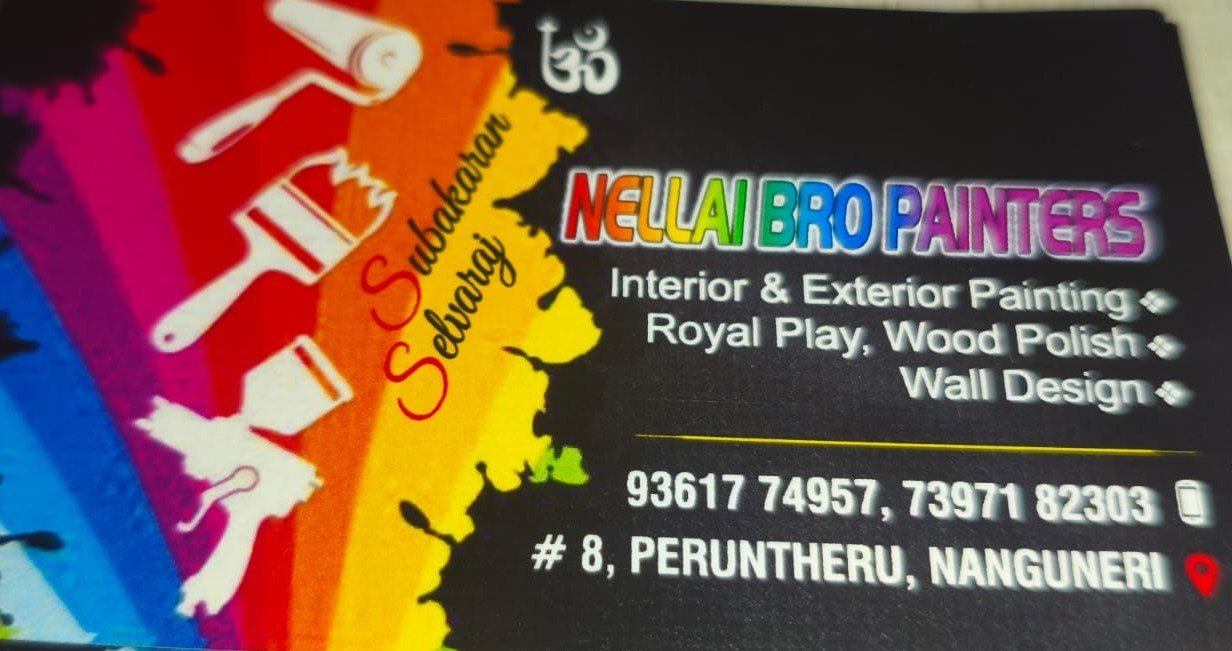 ௐ
Subakaran
Selvaraj
NELLAI BRO PAINTERS
Interior & Exterior Painting
Royal Play, Wood Polish
Wall Design
93617 74957, 73971 82303
# 8, PERUNTHERU, NANGUNERI